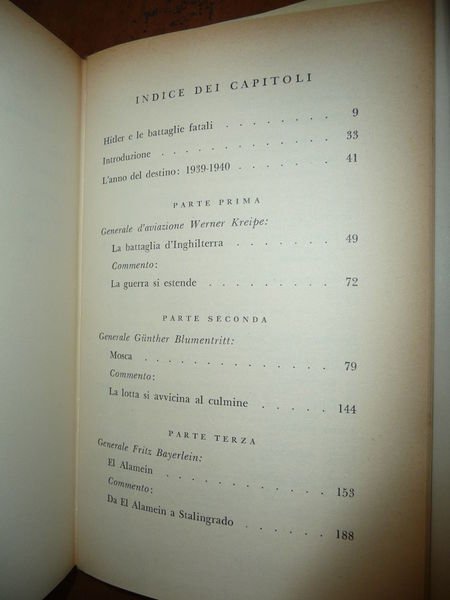 INDICE DEI CAPITOLI
Hitler e le battaglie fatali . . . . . . . 9
Introduzione . . . . . . . . . . . 33
L'anno del destino: 1939-1940 . . . . . . 41
PARTE PRIMA
Generale d'aviazione Werner Kreipe:
La battaglia d'Inghilterra . . . . . . . 49
Commento:
La guerra si estende . . . . . . . . 72
PARTE SECONDA
Generale Günther Blumentritt:
Mosca . . . . . . . . . . . . 79
Commento:
La lotta si avvicina al culmine . . . . . 144
PARTE TERZA
Generale Fritz Bayerlein:
El Alamein . . . . . . . . . . 153
Commento:
Da El Alamein a Stalingrado . . . . . . 188